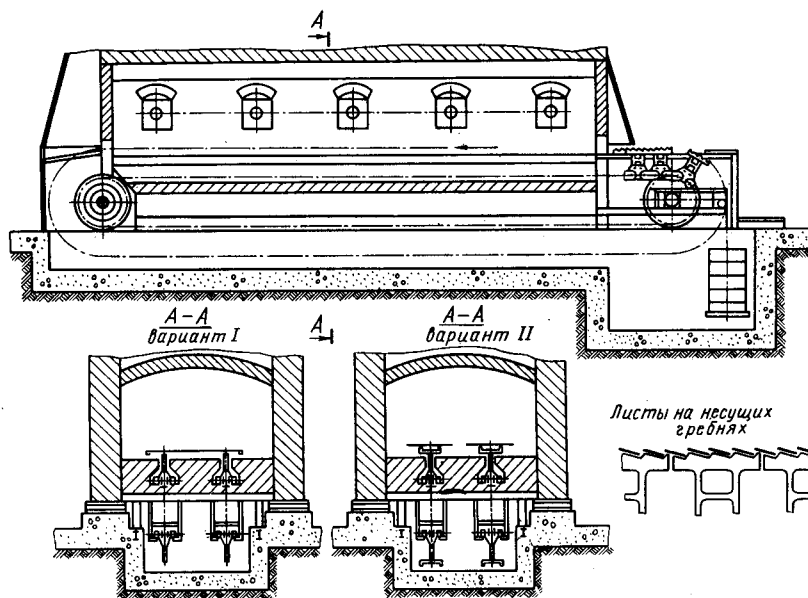 А
А-А
вариант I
А
А-А
вариант II
Листы на несущих
гребнях